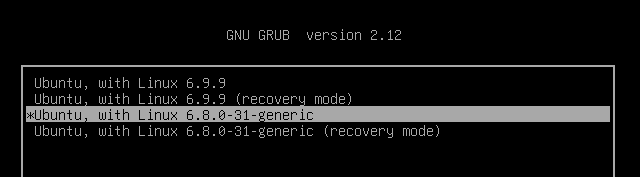 GNU GRUB  version 2.12
Ubuntu, with Linux 6.9.9
Ubuntu, with Linux 6.9.9 (recovery mode)
*Ubuntu, with Linux 6.8.0-31-generic
Ubuntu, with Linux 6.8.0-31-generic (recovery mode)